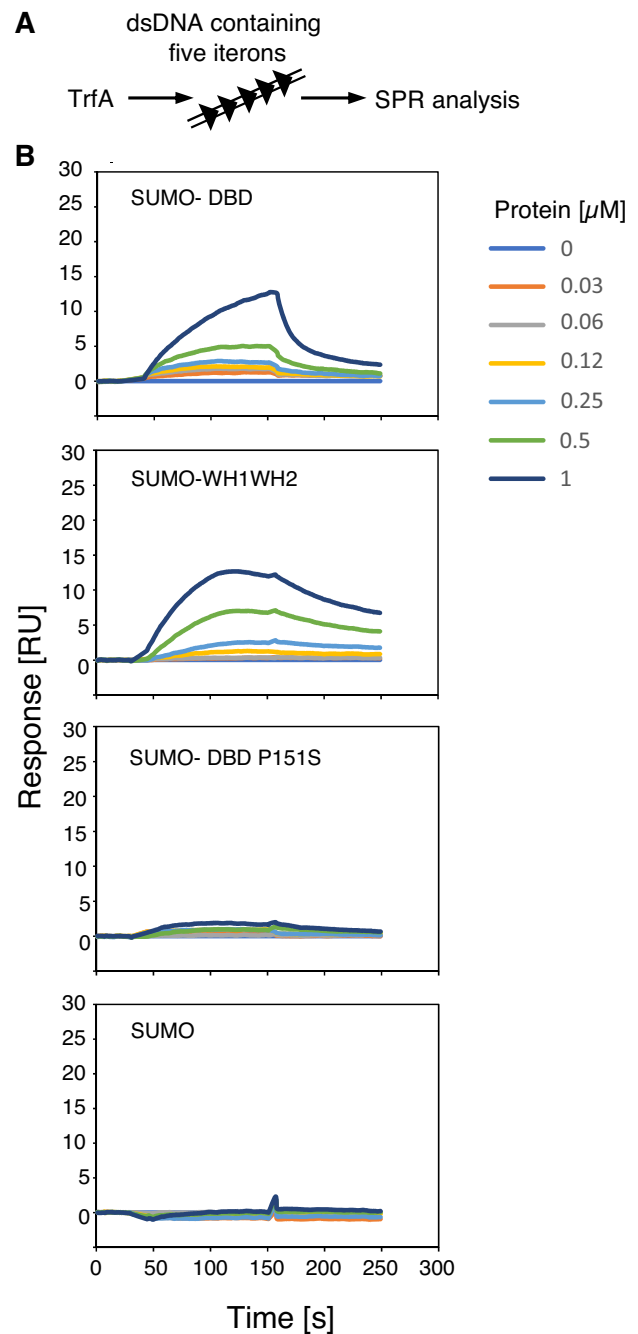 A
dsDNA containing
five iterons
TrfA
SPR analysis
B
30
25
20
15
10
5
0
SUMO- DBD
Protein [µM]
0
0.03
0.06
0.12
0.25
0.5
1
30
25
20
15
10
5
0
SUMO-WH1WH2
Response [RU]
30
25
20
15
10
5
0
SUMO- DBD P151S
30
25
20
15
10
5
0
SUMO
0 50 100 150 200 250 300
Time [s]